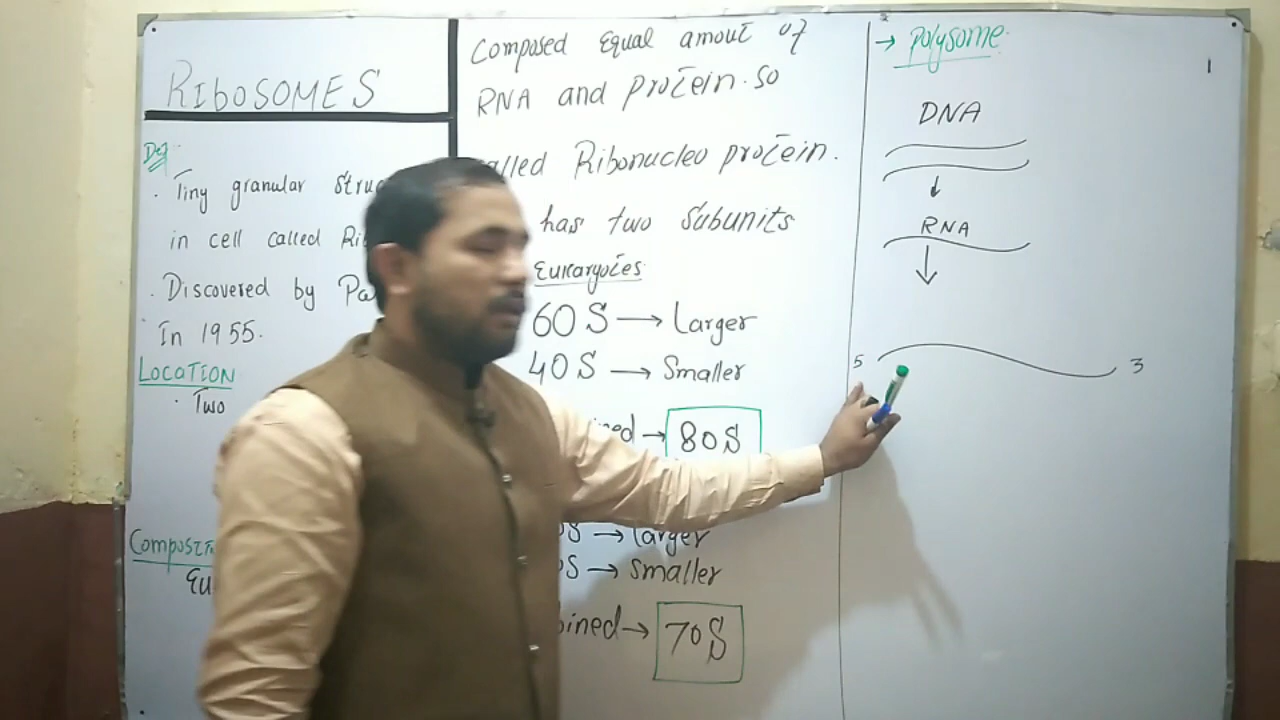 RIBOSOMES
Def
. Tiny granular
in cell called
. Discovered by
In 1955.
LOCATION
. Two
Composed Equal amout of
RNA and protein. so
called Ribonucleo protein.
has two Subunits
Eukaryotes
60 S → Larger
40 S → Smaller
→ 80 S
→ larger
→ smaller
→ 70 S
→ Polysome
DNA
↓
RNA
↓
5 3
1